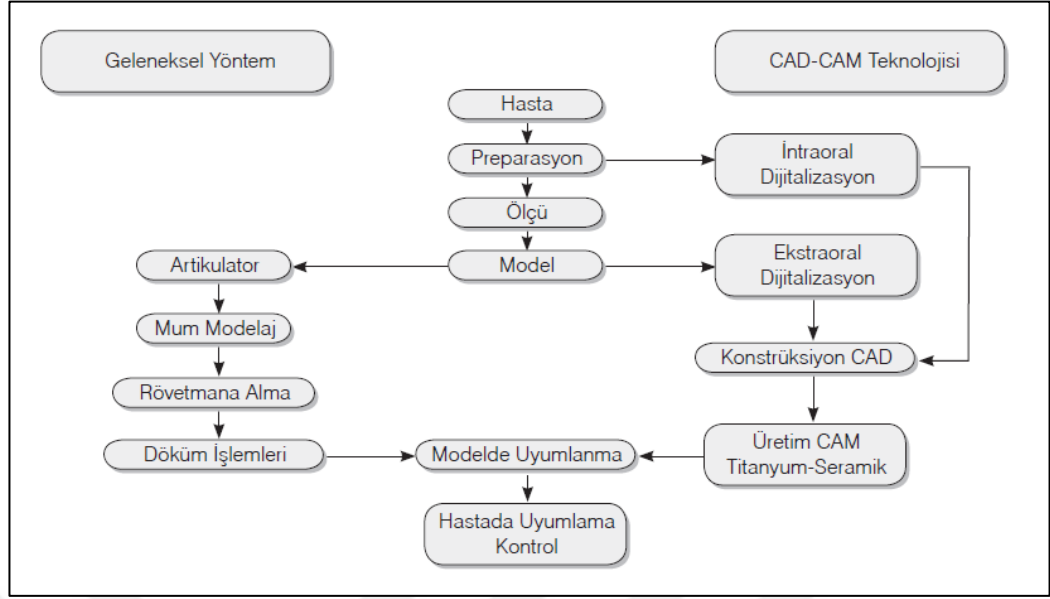 Geleneksel Yöntem
CAD-CAM Teknolojisi
Hasta
Preparasyon
İntraoral
Dijitalizasyon
Ölçü
Artikulator
Model
Ekstraoral
Dijitalizasyon
Mum Modelaj
Konstrüksiyon CAD
Rövetmana Alma
Döküm İşlemleri
Modelde Uyumlanma
Üretim CAM
Titanyum-Seramik
Hastada Uyumlama
Kontrol